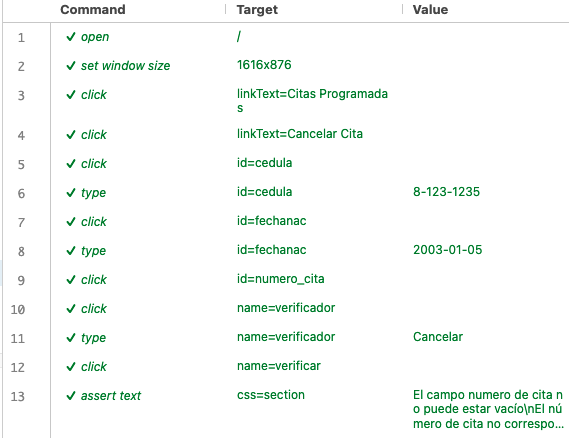 Command Target Value
1 ✓ open /
2 ✓ set window size 1616x876
3 ✓ click linkText=Citas Programada
s
4 ✓ click linkText=Cancelar Cita
5 ✓ click id=cedula
6 ✓ type id=cedula 8-123-1235
7 ✓ click id=fechanac
8 ✓ type id=fechanac 2003-01-05
9 ✓ click id=numero_cita
10 ✓ click name=verificador
11 ✓ type name=verificador Cancelar
12 ✓ click name=verificar
13 ✓ assert text css=section El campo numero de cita n
o puede estar vacío\nEl nú
mero de cita no correspo...